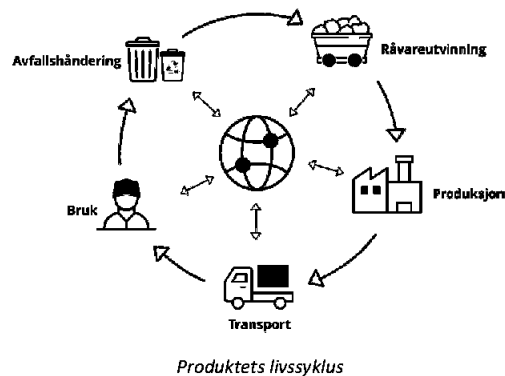 Avfallshåndering
Råvareutvinning
Produksjon
Bruk
Transport
Produktets livssyklus